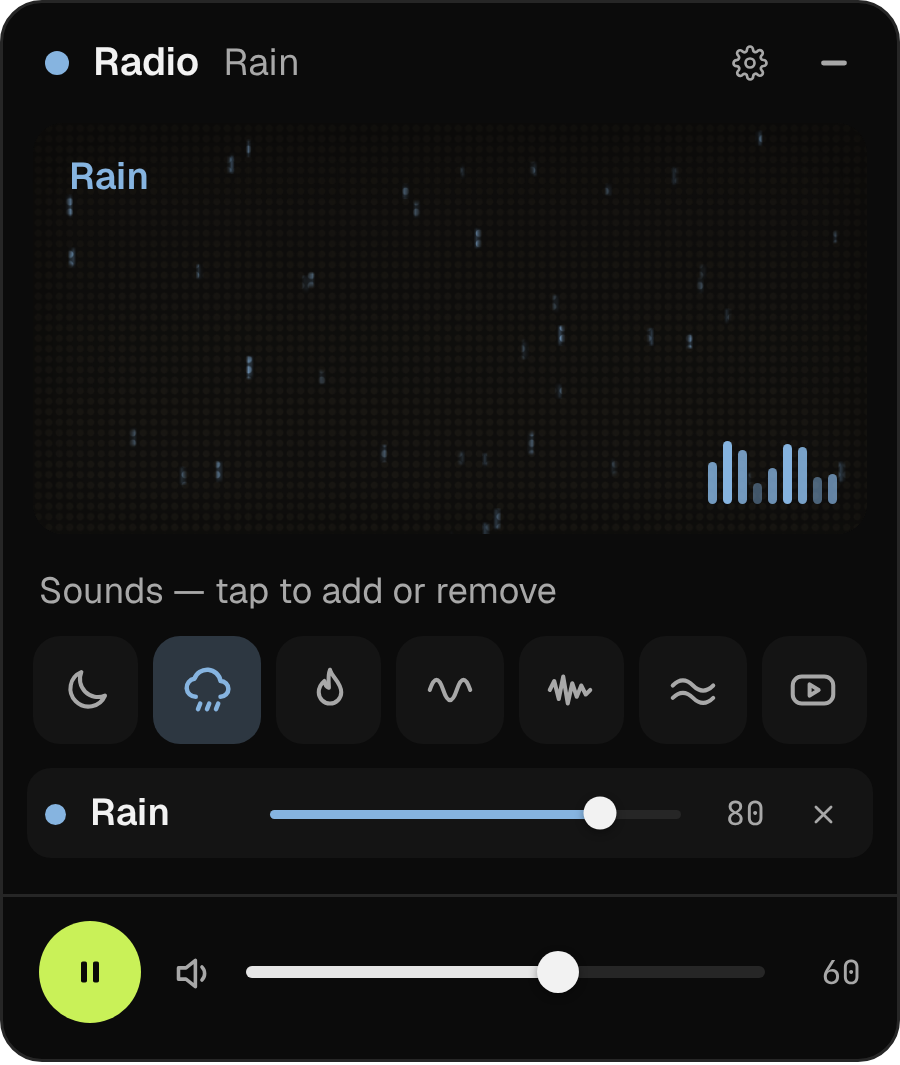 Radio Rain
Rain
Sounds — tap to add or remove
Rain 80
60